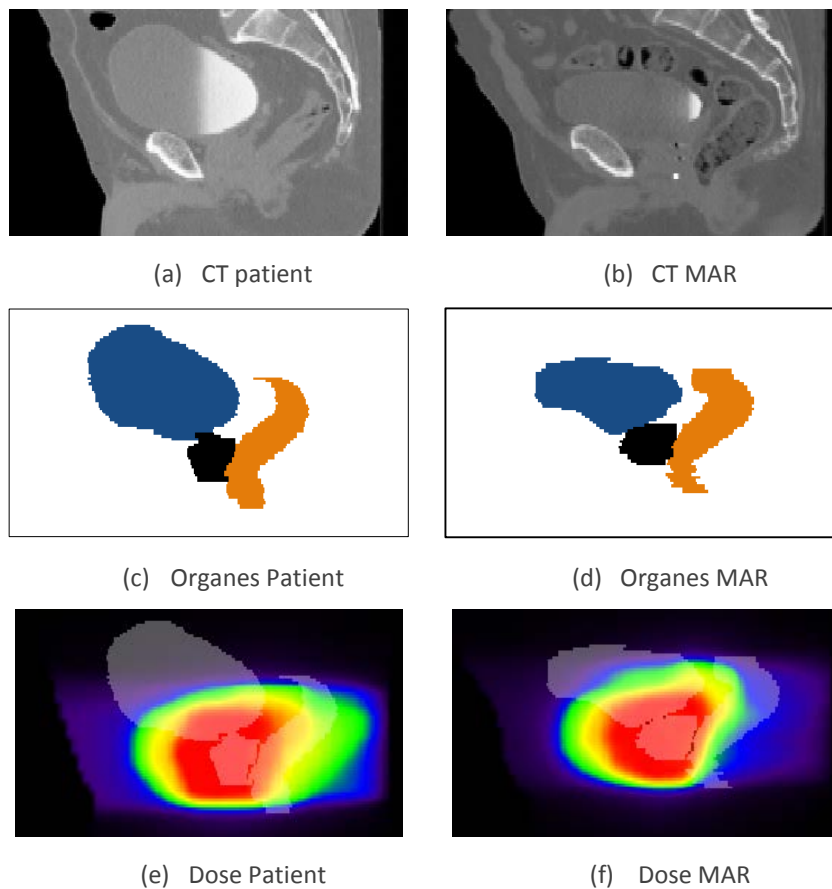 (a) CT patient
(b) CT MAR
(c) Organes Patient
(d) Organes MAR
(e) Dose Patient
(f) Dose MAR